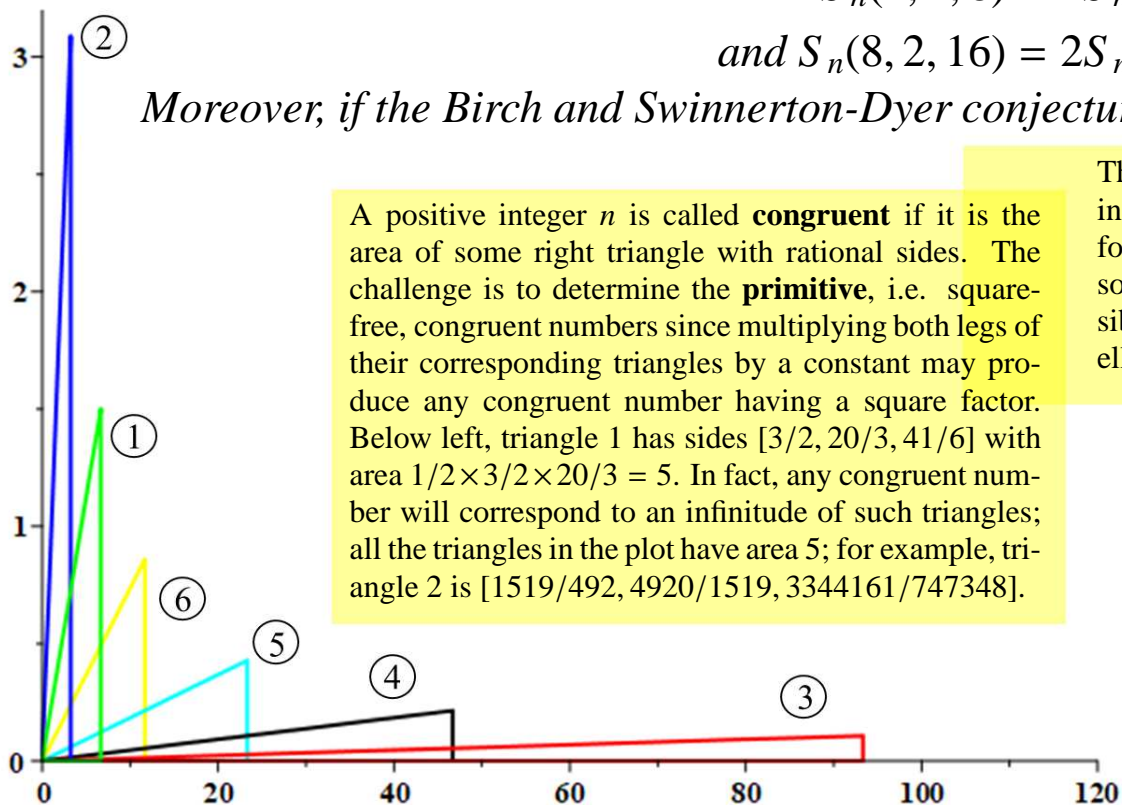 and S n(8, 2, 16) = 2S
Moreover, if the Birch and Swinnerton-Dyer
A positive integer n is called congruent if it is the
area of some right triangle with rational sides. The
challenge is to determine the primitive, i.e. square-
free, congruent numbers since multiplying both legs of
their corresponding triangles by a constant may pro-
duce any congruent number having a square factor.
Below left, triangle 1 has sides [3/2, 20/3, 41/6] with
area 1/2×3/2×20/3 = 5. In fact, any congruent num-
ber will correspond to an infinitude of such triangles;
all the triangles in the plot have area 5; for example, tri-
angle 2 is [1519/492, 4920/1519, 3344161/747348].
Th
in
fo
so
sib
ell
3
2
1
0
2
1
6
5
4
3
0 20 40 60 80 100 120